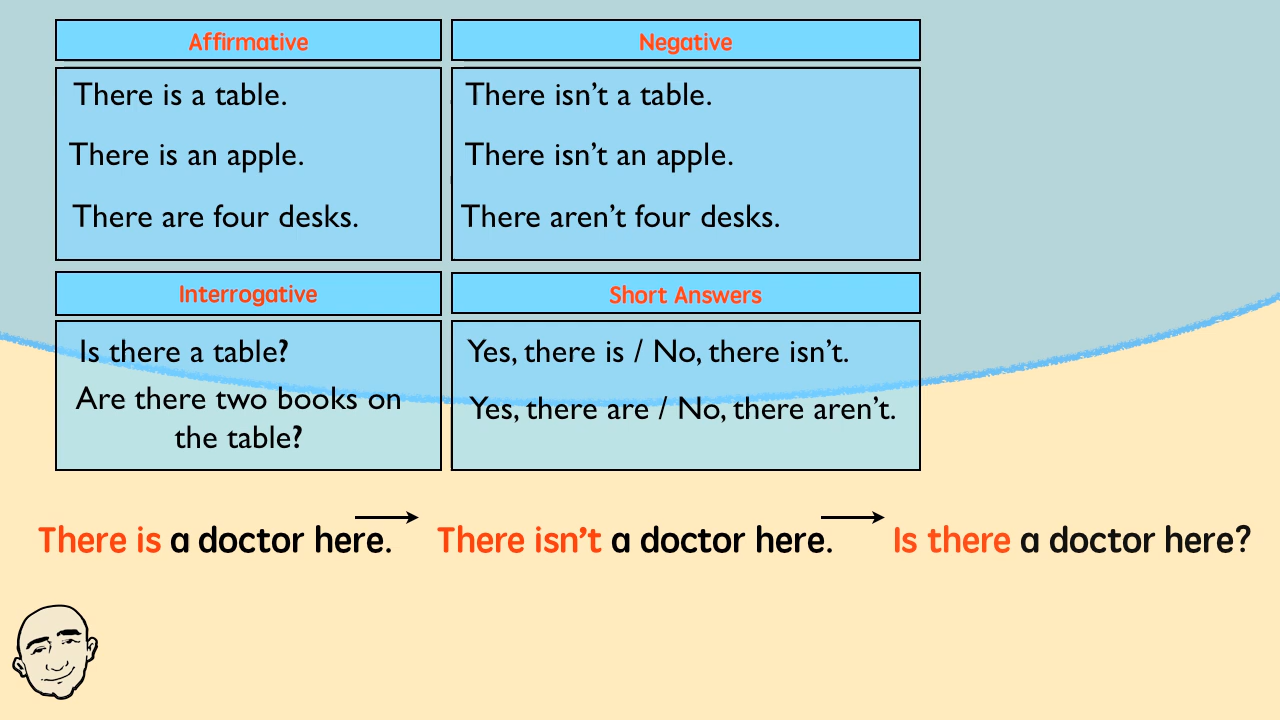 Affirmative
There is a table.
There is an apple.
There are four desks.
Negative
There isn’t a table.
There isn’t an apple.
There aren’t four desks.
Interrogative
Is there a table?
Are there two books on
the table?
Short Answers
Yes, there is / No, there isn’t.
Yes, there are / No, there aren’t.
There is a doctor here. There isn’t a doctor here. Is there a doctor here?